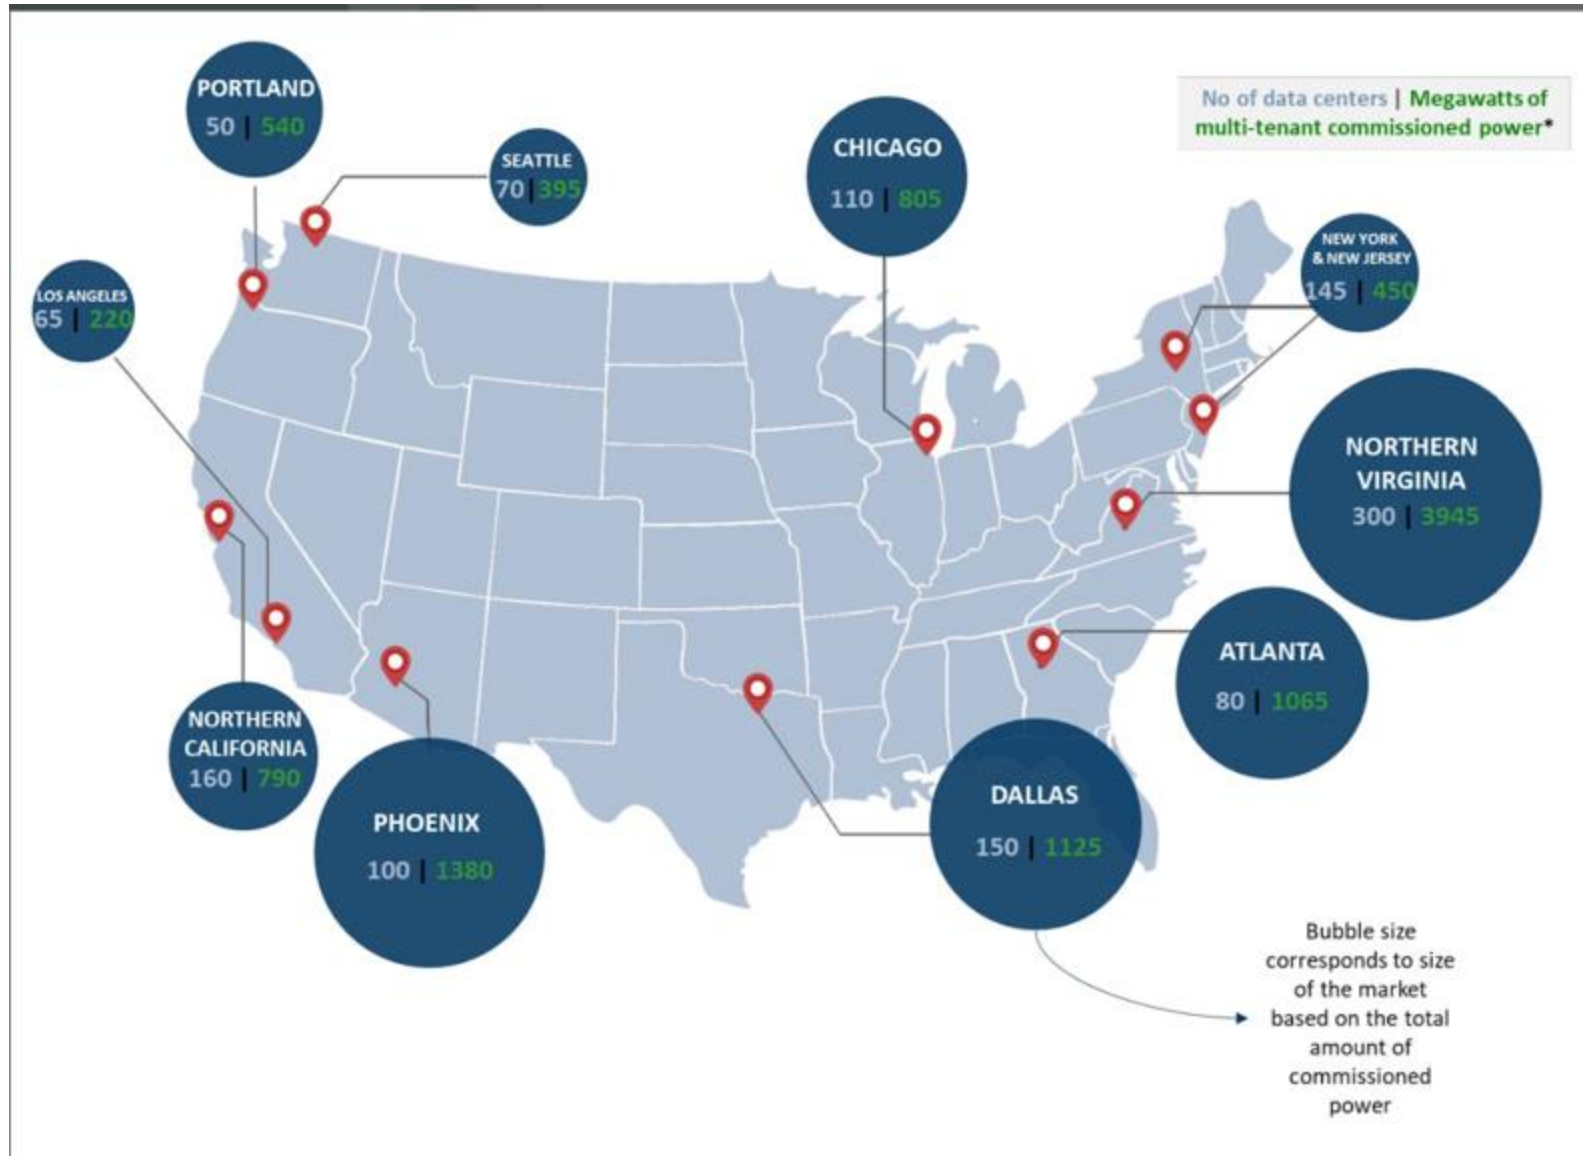 No of data centers | Megawatts of
multi-tenant commissioned power*
PORTLAND
50 | 540
SEATTLE
70 | 395
CHICAGO
110 | 805
NEW YORK
& NEW JERSEY
145 | 450
LOS ANGELES
65 | 220
NORTHERN
VIRGINIA
300 | 3945
ATLANTA
80 | 1065
NORTHERN
CALIFORNIA
160 | 790
PHOENIX
100 | 1380
DALLAS
150 | 1125
Bubble size
corresponds to size
of the market
based on the total
amount of
commissioned
power